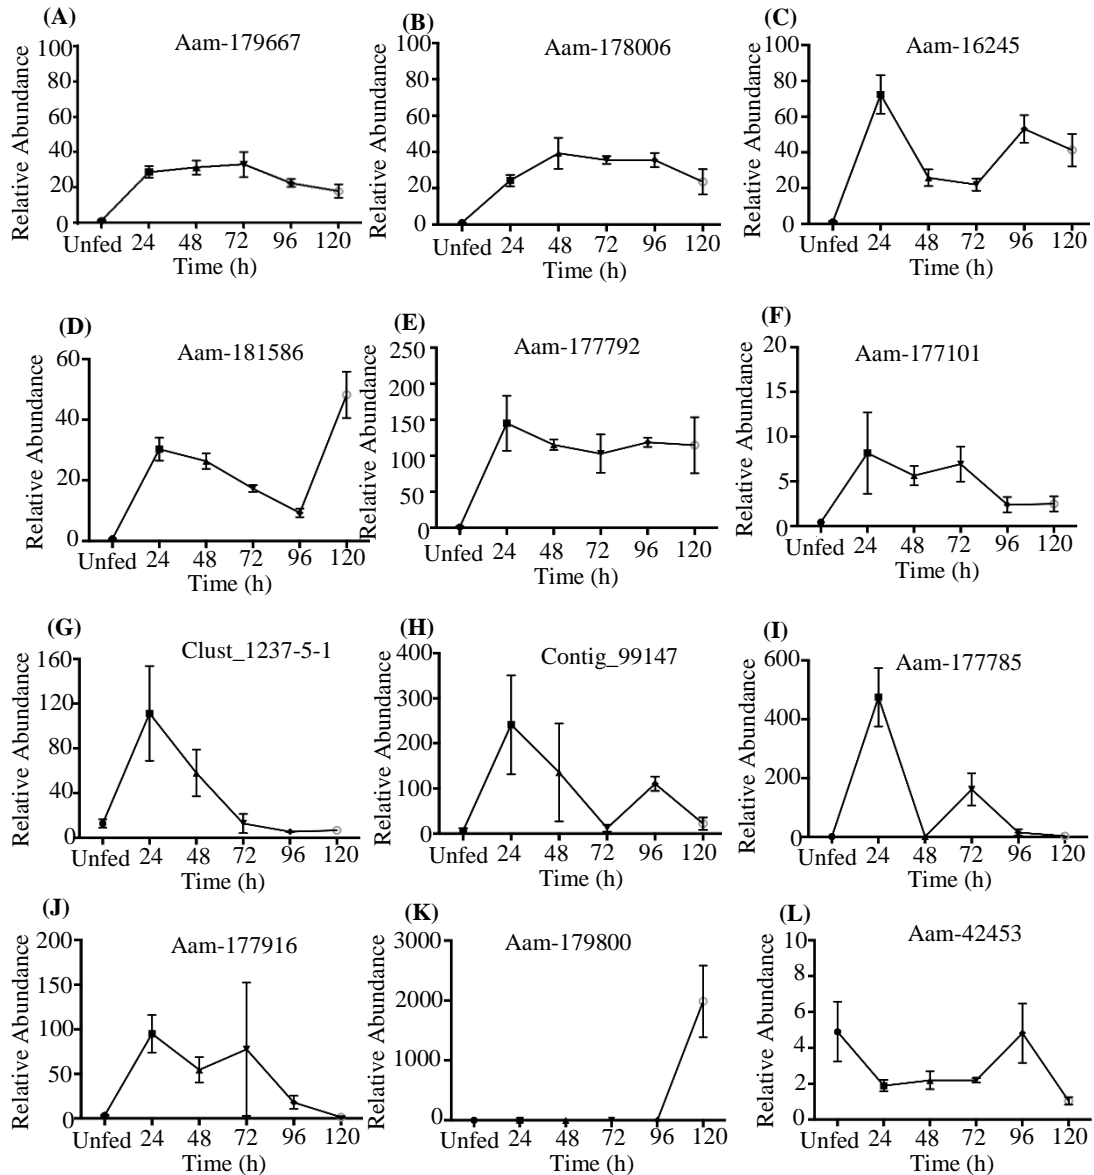 (A)
Aam-179667
Relative Abundance
100
80
60
40
20
0
Unfed 24 48 72 96 120
Time (h)
(B)
Aam-178006
Relative Abundance
100
80
60
40
20
0
Unfed 24 48 72 96 120
Time (h)
(C)
Aam-16245
Relative Abundance
100
80
60
40
20
0
Unfed 24 48 72 96 120
Time (h)
(D)
Aam-181586
Relative Abundance
60
40
20
0
Unfed 24 48 72 96 120
Time (h)
(E)
Aam-177792
Relative Abundance
250
200
150
100
50
0
Unfed 24 48 72 96 120
Time (h)
(F)
Aam-177101
Relative Abundance
20
15
10
5
0
Unfed 24 48 72 96 120
Time (h)
(G)
Clust_1237-5-1
Relative Abundance
160
120
80
40
0
Unfed 24 48 72 96 120
Time (h)
(H)
Contig_99147
Relative Abundance
400
300
200
100
0
Unfed 24 48 72 96 120
Time (h)
(I)
Aam-177785
Relative Abundance
600
400
200
0
Unfed 24 48 72 96 120
Time (h)
(J)
Aam-177916
Relative Abundance
200
150
100
50
0
Unfed 24 48 72 96 120
Time (h)
(K)
Aam-179800
Relative Abundance
3000
2000
1000
0
Unfed 24 48 72 96 120
Time (h)
(L)
Aam-42453
Relative Abundance
10
8
6
4
2
0
Unfed 24 48 72 96 120
Time (h)